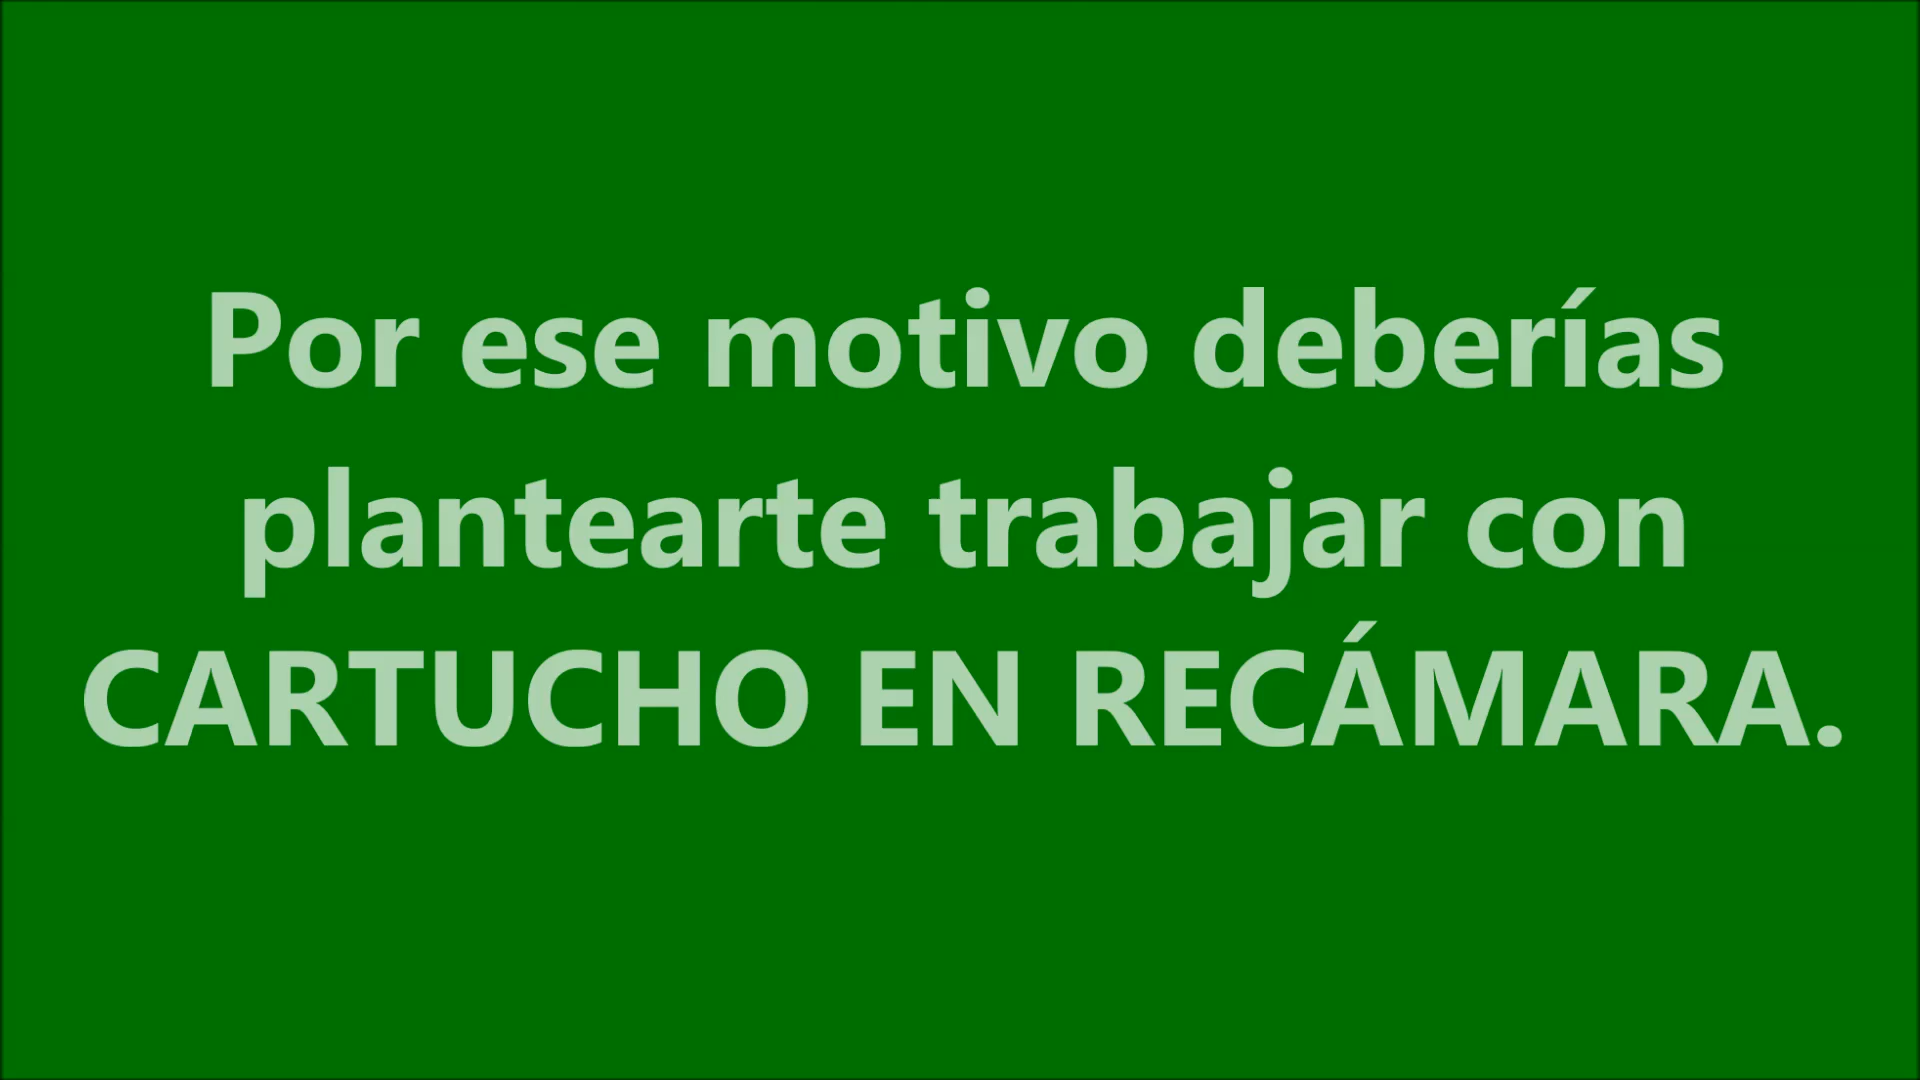 Por ese motivo deberías
plantearte trabajar con
CARTUCHO EN RECÁMARA.